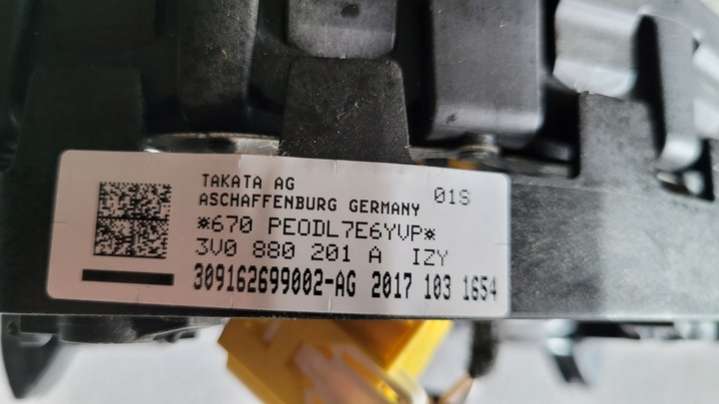 TAKATA AG
ASCHAFFENBURG GERMANY 01S
*670 PEODL7E6YVP*
3V0 880 201 A IZY
309162699002-AG 2017 103 1654